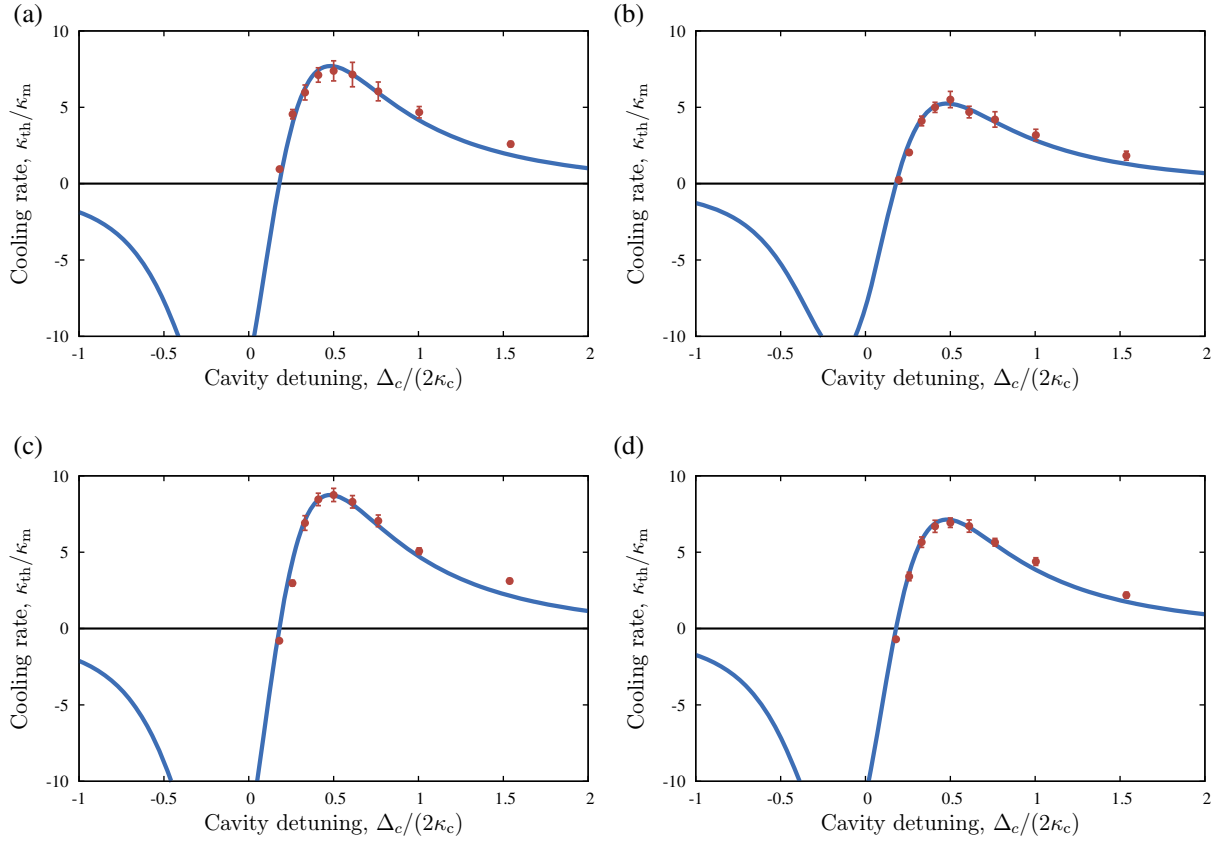 (a)
10
5
0
-5
-10
-1 -0.5 0 0.5 1 1.5 2
Cooling rate, κth/κm
Cavity detuning, Δc/(2κc)
(b)
10
5
0
-5
-10
-1 -0.5 0 0.5 1 1.5 2
Cooling rate, κth/κm
Cavity detuning, Δc/(2κc)
(c)
10
5
0
-5
-10
-1 -0.5 0 0.5 1 1.5 2
Cooling rate, κth/κm
Cavity detuning, Δc/(2κc)
(d)
10
5
0
-5
-10
-1 -0.5 0 0.5 1 1.5 2
Cooling rate, κth/κm
Cavity detuning, Δc/(2κc)